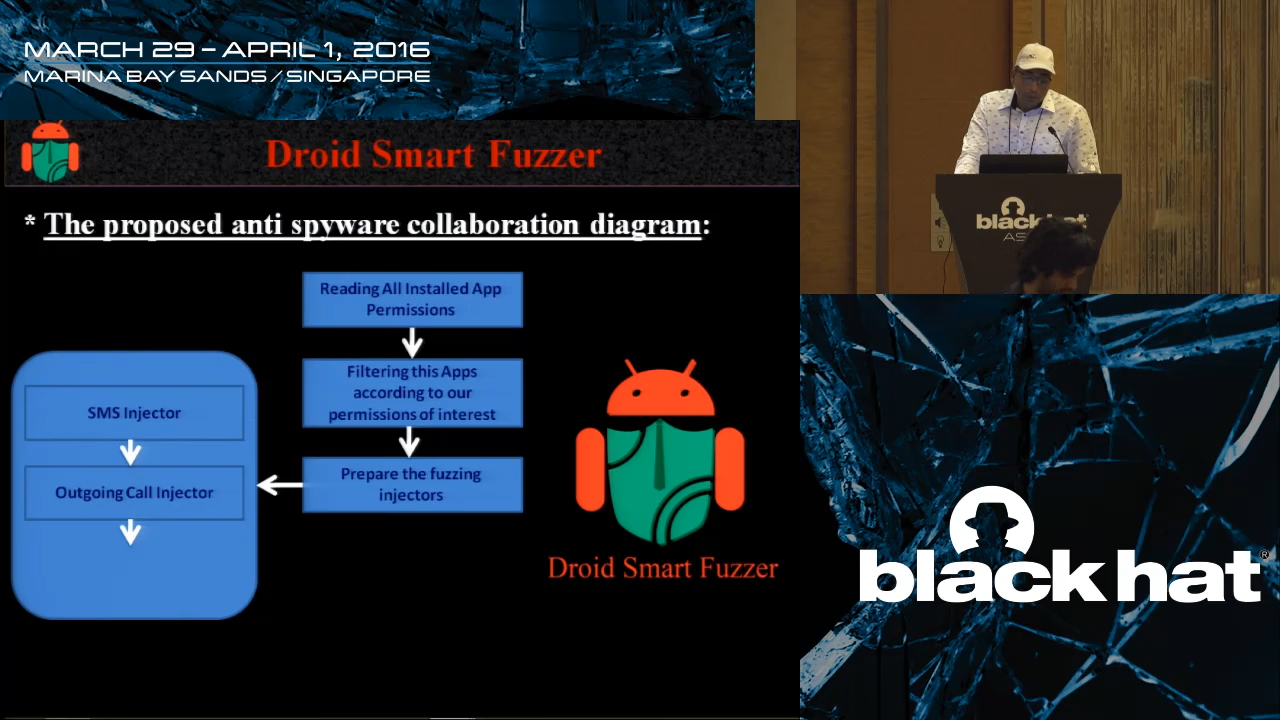 MARCH 29 – APRIL 1, 2016
MARINA BAY SANDS / SINGAPORE
Droid Smart Fuzzer
* The proposed anti spyware collaboration diagram:
Reading All Installed App
Permissions
Filtering this Apps
according to our
permissions of interest
Prepare the fuzzing
injectors
SMS Injector
Outgoing Call Injector
Droid Smart Fuzzer
black hat
black hat®